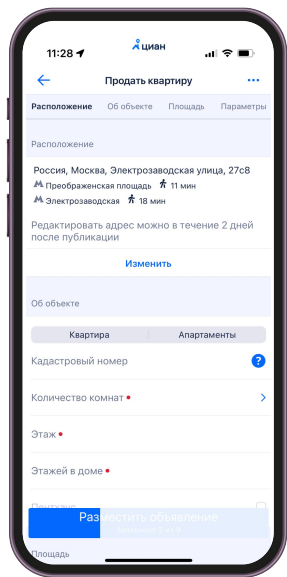 11:28
циан
Продать квартиру
Расположение Об объекте Площадь Параметры
Расположение
Россия, Москва, Электрозаводская улица, 27с8
Преображенская площадь 11 мин
Электрозаводская 18 мин
Редактировать адрес можно в течение 2 дней
после публикации
Изменить
Об объекте
Квартира Апартаменты
Кадастровый номер ?
Количество комнат
Этаж
Этажей в доме
Пентхаус
Разместить объявление
Площадь